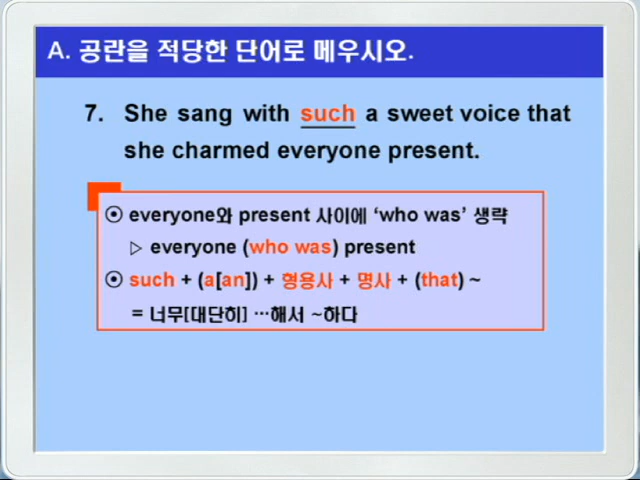 A. 공란을 적당한 단어로 메우시오.
7. She sang with such a sweet voice that
she charmed everyone present.
⊙ everyone와 present 사이에 ‘who was’ 생략
▷ everyone (who was) present
⊙ such + (a[an]) + 형용사 + 명사 + (that) ~
= 너무[대단히] …해서 ~하다